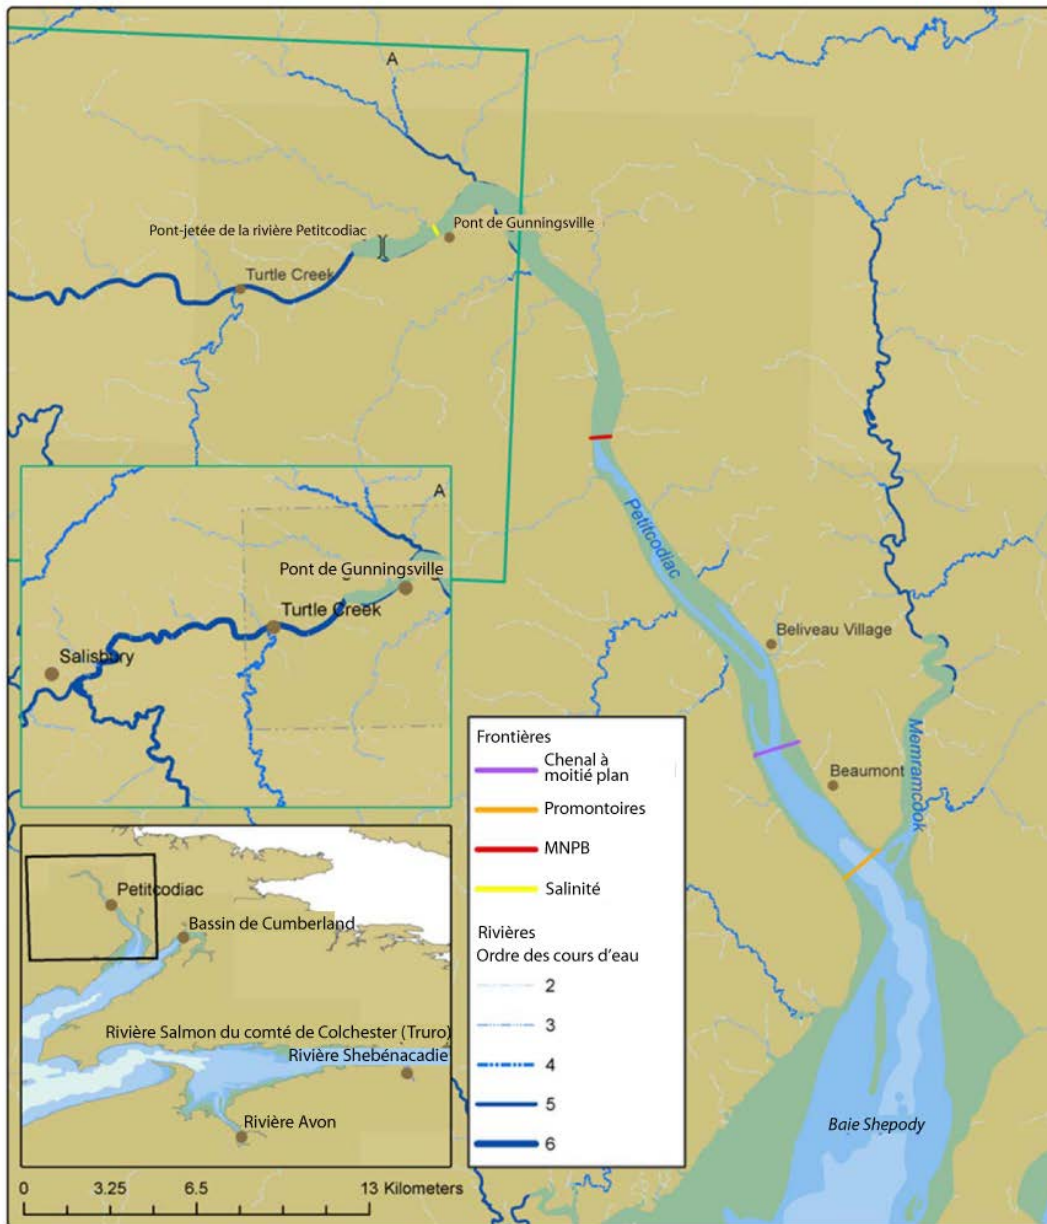 A
Pont-jetée de la rivière Petitcodiac
Pont de Gunningsville
Turtle Creek
Petitcodiac
Beliveau Village
Beaumont
Memramcook
Baie Shepody
A
Pont de Gunningsville
Turtle Creek
Salisbury
Petitcodiac
Bassin de Cumberland
Rivière Salmon du comté de Colchester (Truro)
Rivière Shebénacadie
Rivière Avon
Frontières
Chenal à
moitié plan
Promontoires
MNPB
Salinité
Rivières
Ordre des cours d'eau
2
3
4
5
6
0 3.25 6.5 13 Kilometers